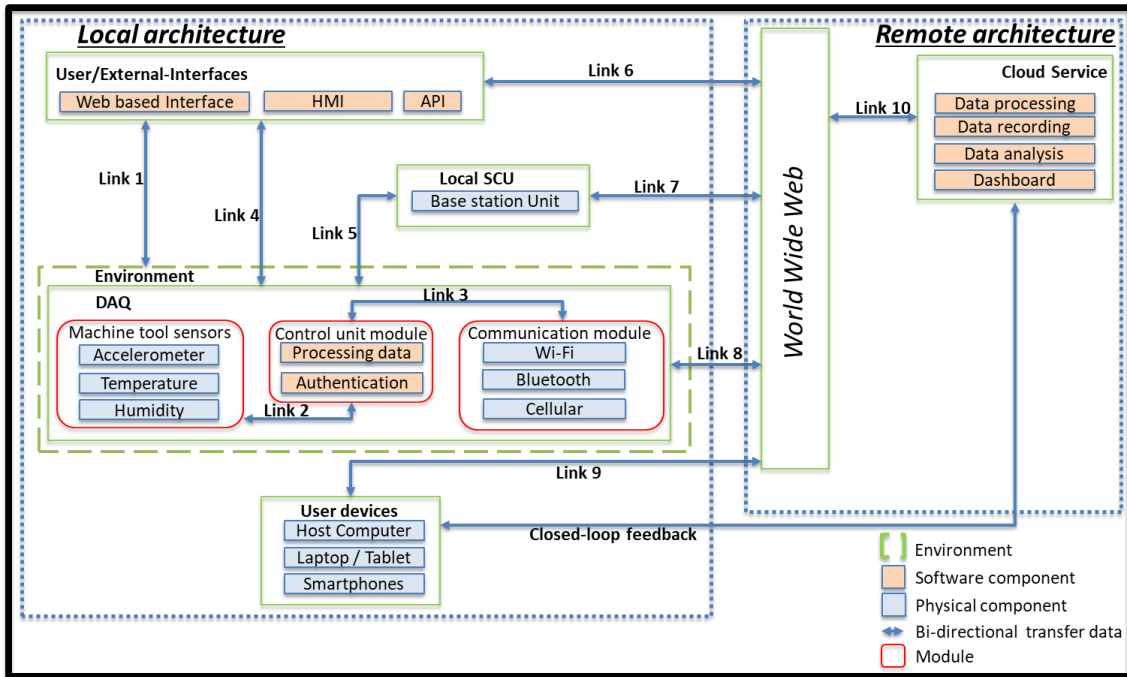 Local architecture
Remote architecture
User/External-Interfaces
Web based Interface
HMI
API
Link 6
Cloud Service
Data processing
Data recording
Data analysis
Dashboard
Link 10
Link 1
Link 4
Local SCU
Base station Unit
Link 7
Link 5
World Wide Web
Environment
DAQ
Link 3
Machine tool sensors
Accelerometer
Temperature
Humidity
Control unit module
Processing data
Authentication
Communication module
Wi-Fi
Bluetooth
Cellular
Link 2
Link 8
Link 9
User devices
Host Computer
Laptop / Tablet
Smartphones
Closed-loop feedback
Environment
Software component
Physical component
Bi-directional transfer data
Module